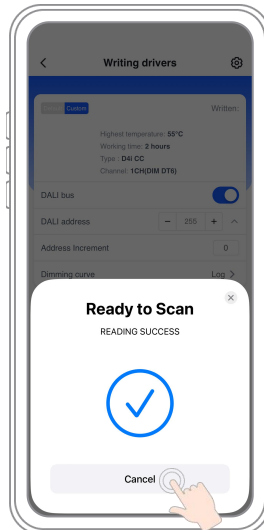 Writing drivers
Custom
Written:
Highest temperature: 55°C
Working time: 2 hours
Type : D4i CC
Channel: 1CH(DIM DT6)
DALI bus
DALI address
− 255 +
Address Increment
0
Dimming curve
Log >
Ready to Scan
READING SUCCESS
Cancel